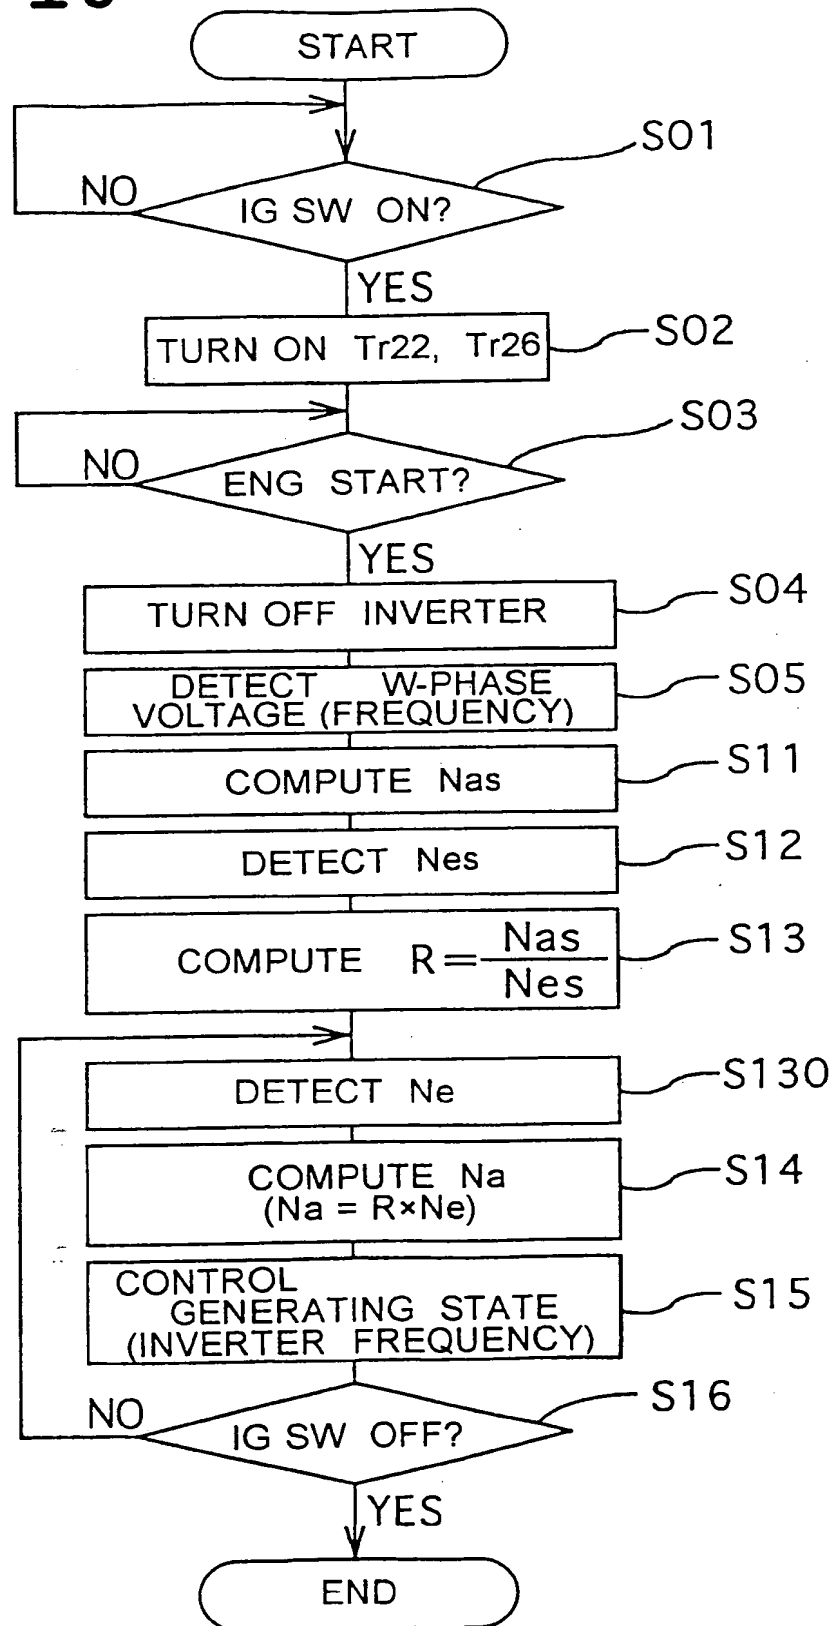 START
S01
NO
IG SW ON?
YES
TURN ON Tr22, Tr26
S02
S03
NO
ENG START?
YES
S04
TURN OFF INVERTER
S05
DETECT W-PHASE
VOLTAGE (FREQUENCY)
S11
COMPUTE Nas
S12
DETECT Nes
S13
COMPUTE R=Nas/Nes
S130
DETECT Ne
S14
COMPUTE Na
(Na = R×Ne)
S15
CONTROL
GENERATING STATE
(INVERTER FREQUENCY)
S16
NO
IG SW OFF?
YES
END